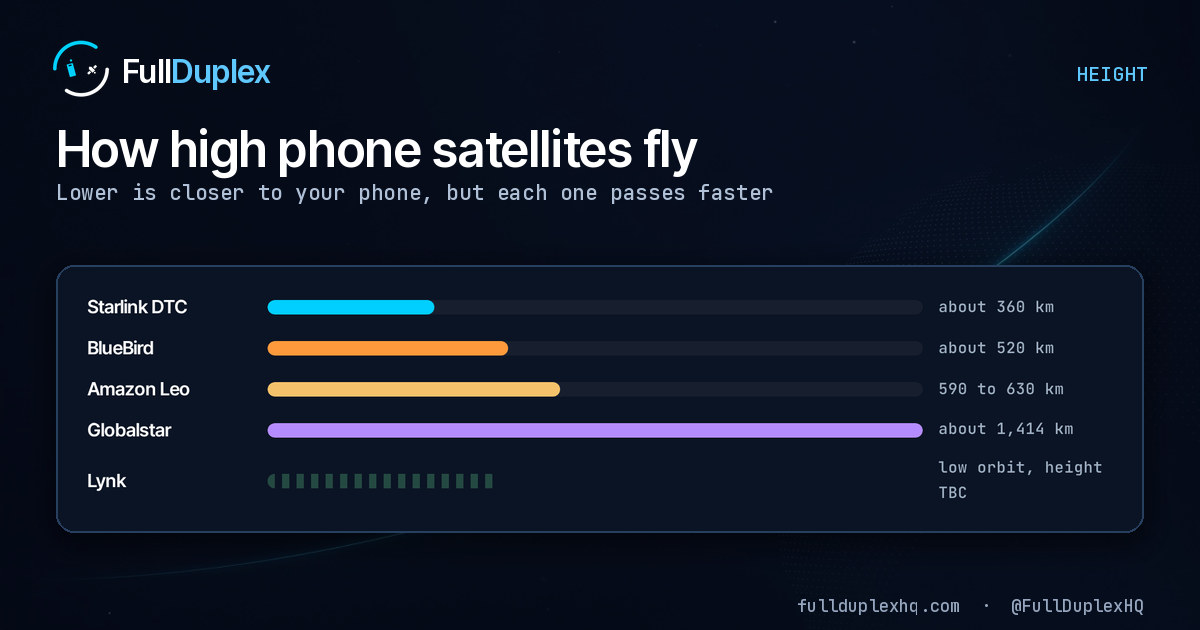 FullDuplex
HEIGHT
How high phone satellites fly
Lower is closer to your phone, but each one passes faster
Starlink DTC about 360 km
BlueBird about 520 km
Amazon Leo 590 to 630 km
Globalstar about 1,414 km
Lynk low orbit, height
TBC
fullduplexhq.com · @FullDuplexHQ